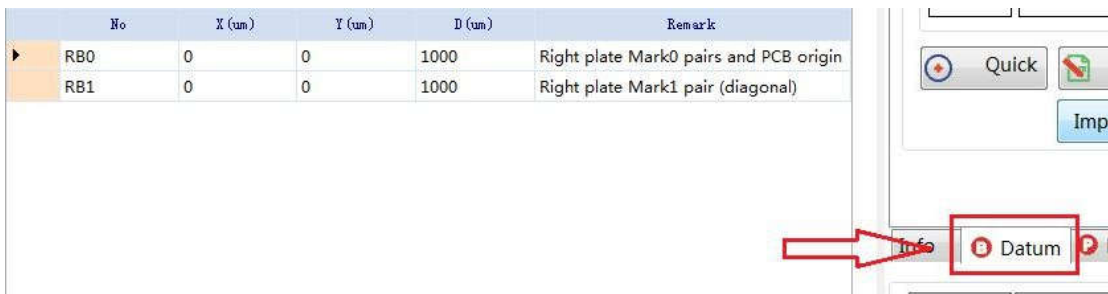 No X(um) Y(um) D(um) Remark
RB0 0 0 1000 Right plate Mark0 pairs and PCB origin
RB1 0 0 1000 Right plate Mark1 pair (diagonal)
Quick
Imp
Info Datum